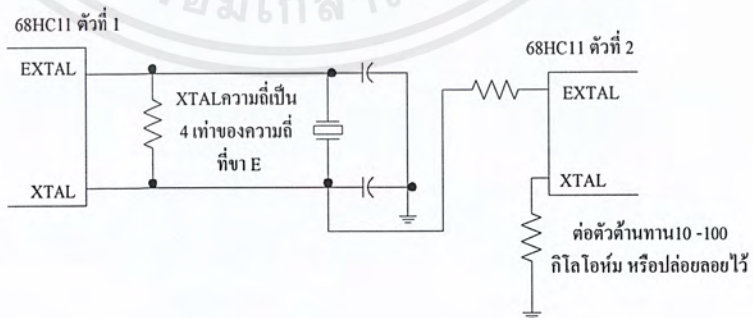 68HC11 ตัวที่ 1
EXTAL
XTAL
XTALความถี่เป็น
4 เท่าของความถี่
ที่ขา E
68HC11 ตัวที่ 2
EXTAL
XTAL
ต่อตัวต้านทาน10 -100
กิโลโอห์ม หรือปล่อยลอยไว้